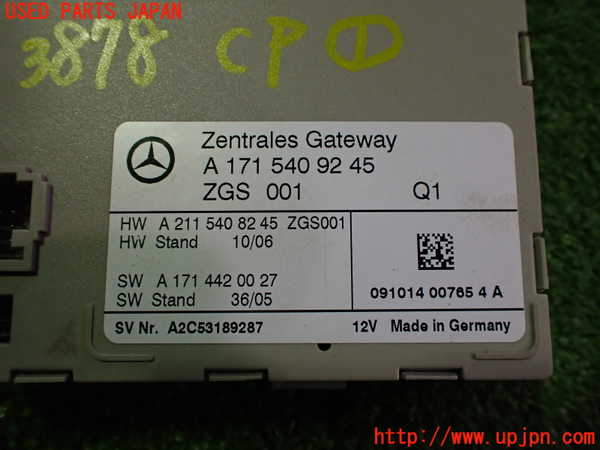 USED PARTS JAPAN
3878 CP ①
Zentrales Gateway
A 171 540 92 45
ZGS 001 Q1
HW A 211 540 82 45 ZGS001
HW Stand 10/06
SW A 171 442 00 27
SW Stand 36/05
091014 00765 4 A
SV Nr. A2C53189287 12V Made in Germany
http://www.upjpn.com